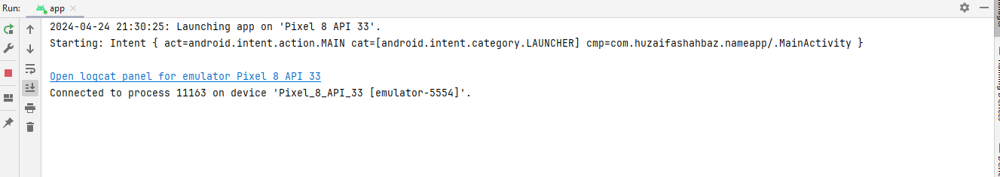 Run:
app
2024-04-24 21:30:25: Launching app on 'Pixel 8 API 33'.
Starting: Intent { act=android.intent.action.MAIN cat=[android.intent.category.LAUNCHER] cmp=com.huzaifashahbaz.nameapp/.MainActivity }
Open logcat panel for emulator Pixel 8 API 33
Connected to process 11163 on device 'Pixel_8_API_33 [emulator-5554]'.